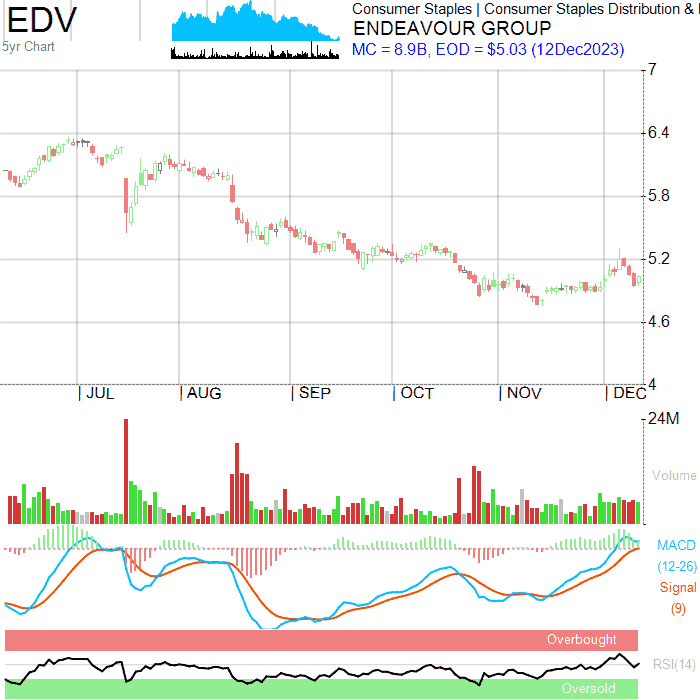 EDV
5yr Chart
Consumer Staples | Consumer Staples Distribution &
ENDEAVOUR GROUP
MC = 8.9B, EOD = $5.03 (12Dec2023)
7
6.4
5.8
5.2
4.6
4
|JUL |AUG |SEP |OCT |NOV |DEC
24M
Volume
MACD
(12-26)
Signal
(9)
Overbought
RSI(14)
Oversold